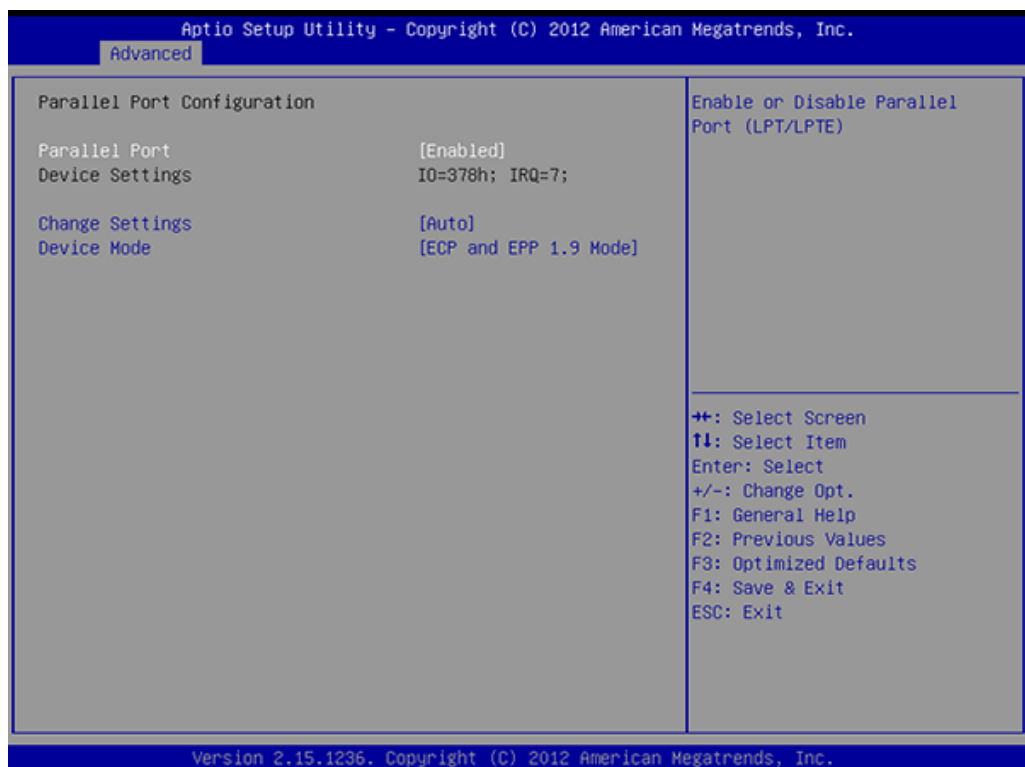 Aptio Setup Utility - Copyright (C) 2012 American Megatrends, Inc.
Advanced
Parallel Port Configuration
Parallel Port [Enabled]
Device Settings IO=378h; IRQ=7;
Change Settings [Auto]
Device Mode [ECP and EPP 1.9 Mode]
Enable or Disable Parallel
Port (LPT/LPTE)
→←: Select Screen
↑↓: Select Item
Enter: Select
+/-: Change Opt.
F1: General Help
F2: Previous Values
F3: Optimized Defaults
F4: Save & Exit
ESC: Exit
Version 2.15.1236. Copyright (C) 2012 American Megatrends, Inc.